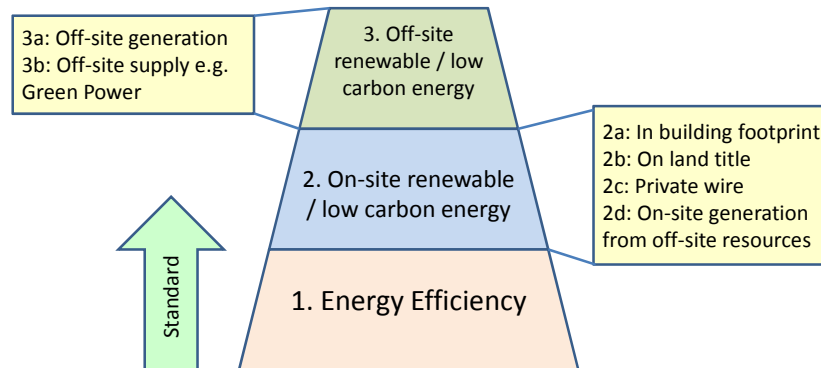 3a: Off-site generation
3b: Off-site supply e.g.
Green Power
3. Off-site
renewable / low
carbon energy
2a: In building footprint
2b: On land title
2c: Private wire
2d: On-site generation
from off-site resources
2. On-site renewable
/ low carbon energy
1. Energy Efficiency
Standard